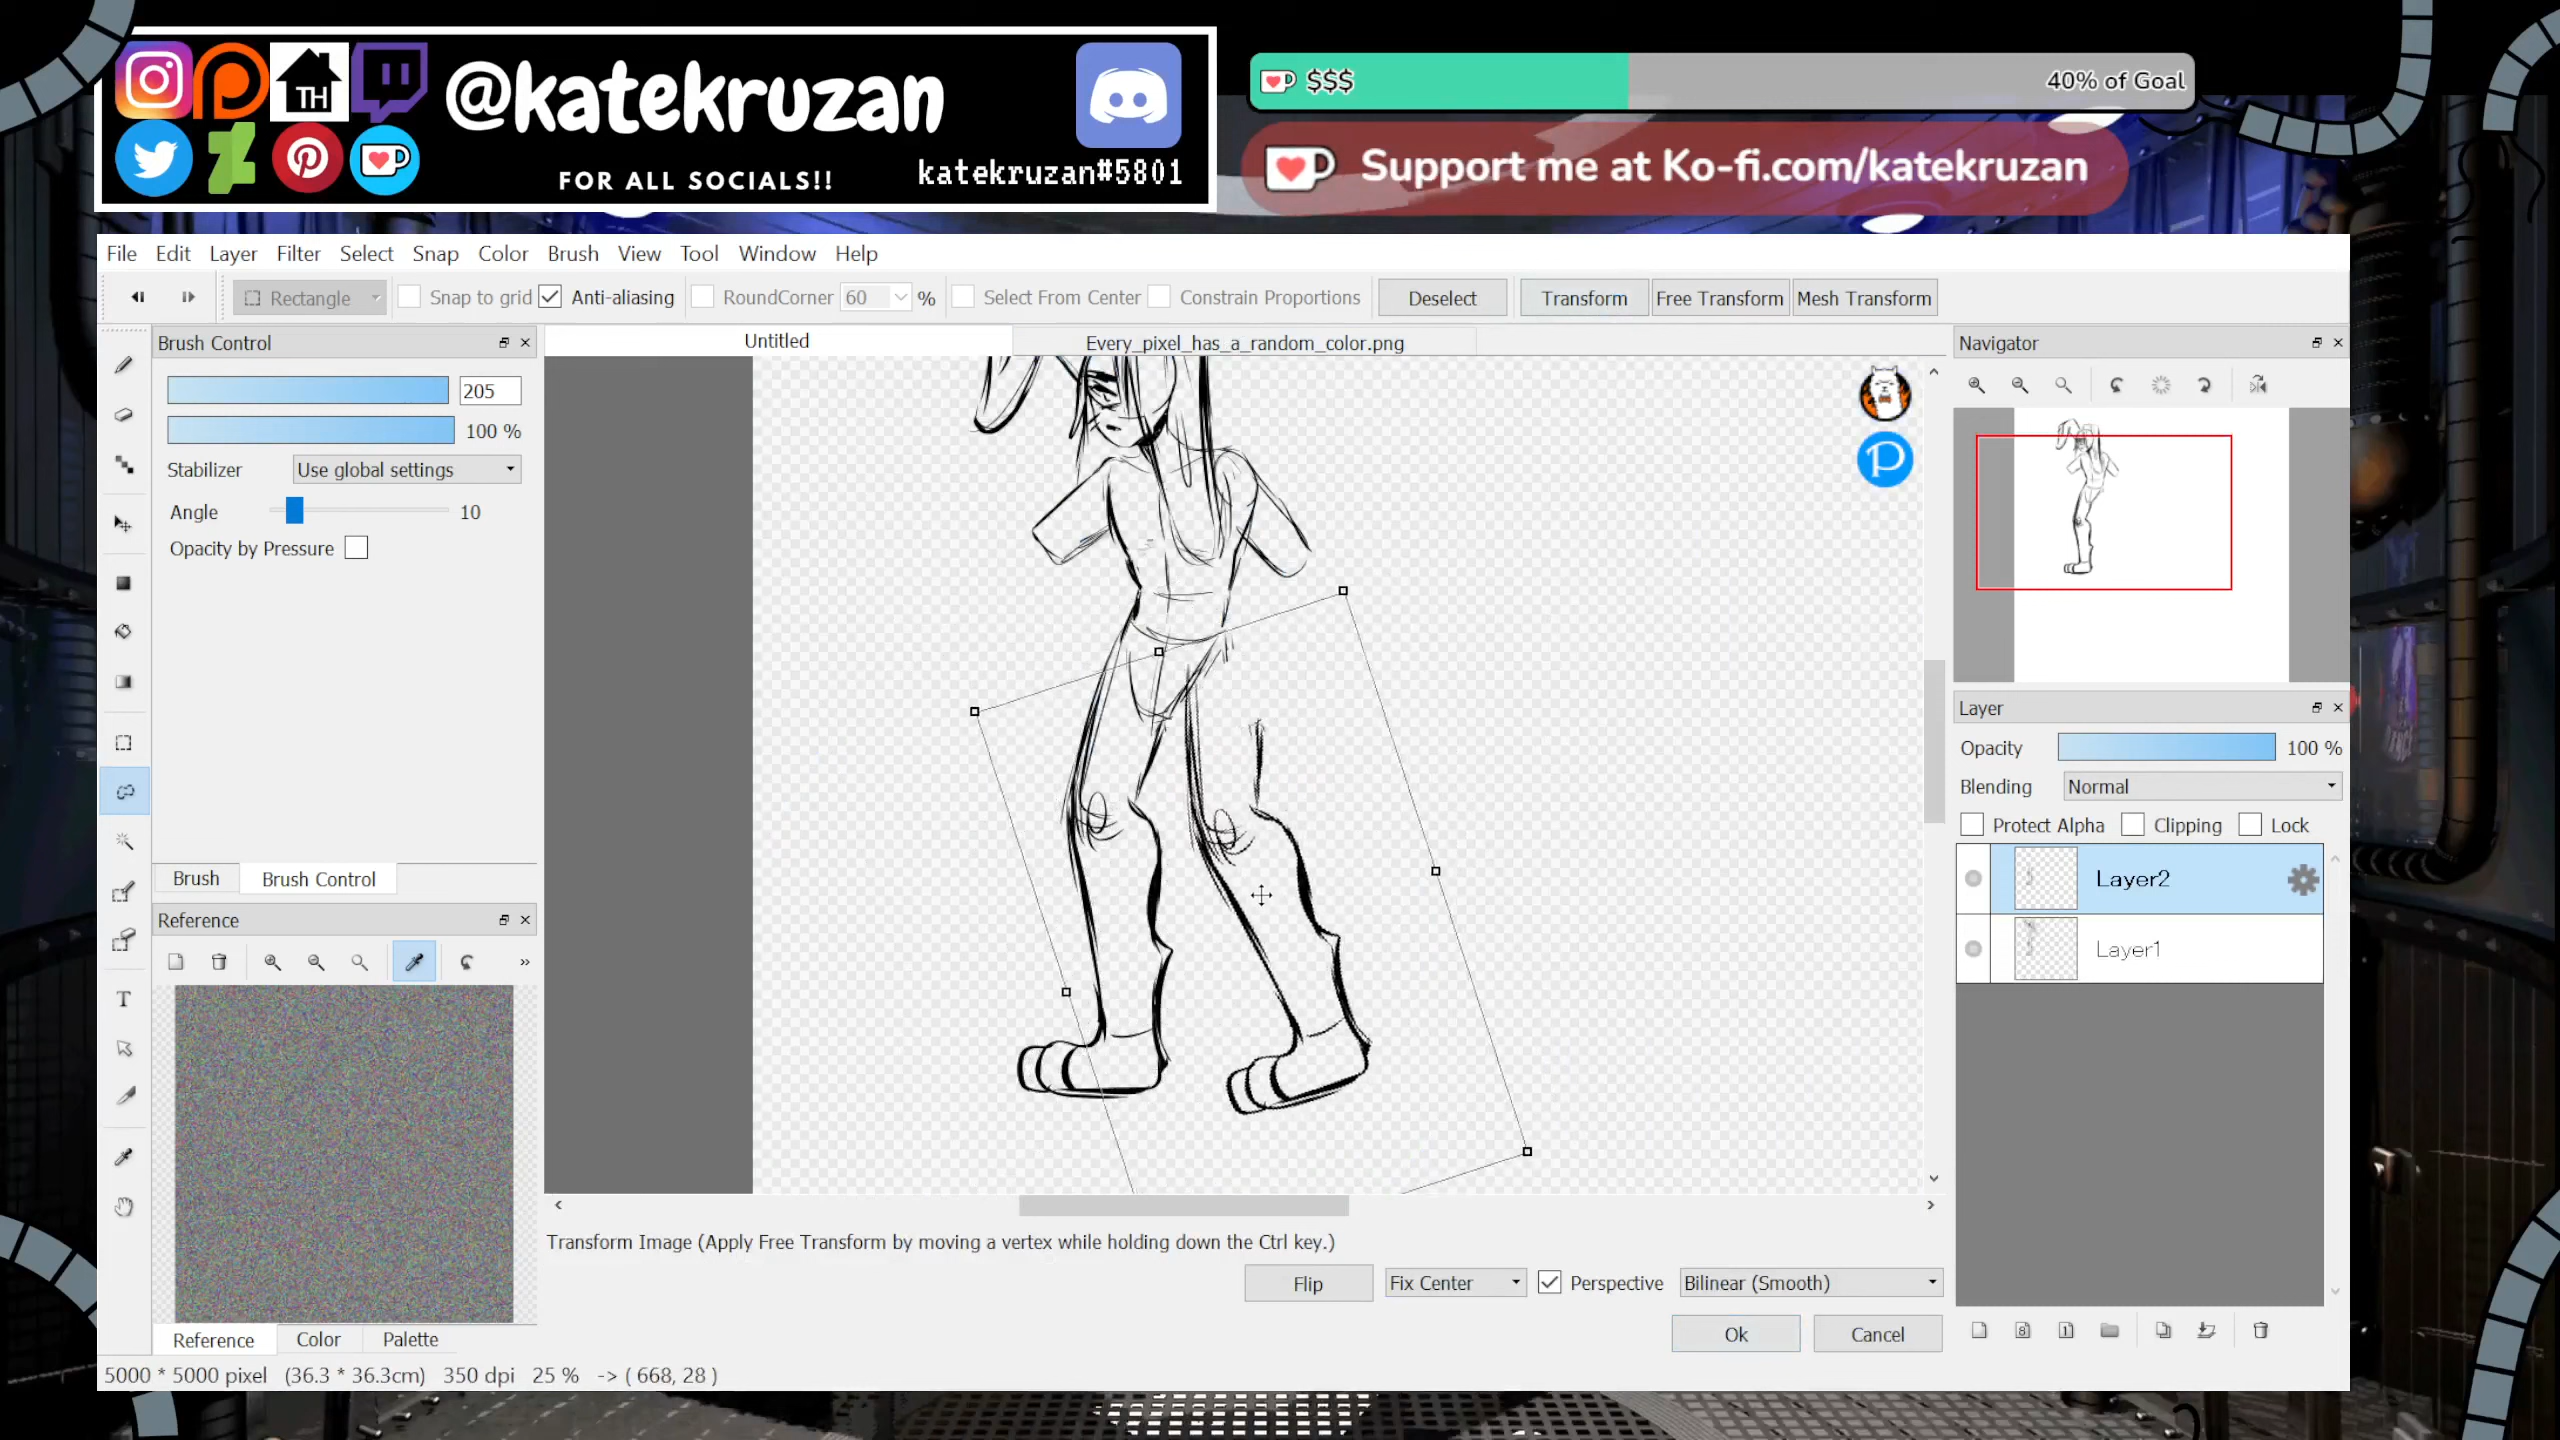 TH
@katekruzan
FOR ALL SOCIALS!!
katekruzan#5801
$$$
40% of Goal
Support me at Ko-fi.com/katekruzan
File Edit Layer Filter Select Snap Color Brush View Tool Window Help
Rectangle Snap to grid Anti-aliasing RoundCorner 60 % Select From Center Constrain Proportions Deselect Transform Free Transform Mesh Transform
Brush Control
Untitled
Every_pixel_has_a_random_color.png
Navigator
205
100 %
Stabilizer Use global settings
Angle 10
Opacity by Pressure
Layer
Opacity 100 %
Blending Normal
Protect Alpha Clipping Lock
Layer2
Layer1
Brush Brush Control
Reference
T
Transform Image (Apply Free Transform by moving a vertex while holding down the Ctrl key.)
Flip Fix Center Perspective Bilinear (Smooth)
Ok Cancel
Reference Color Palette
5000 * 5000 pixel (36.3 * 36.3cm) 350 dpi 25 % -> ( 668, 28 )